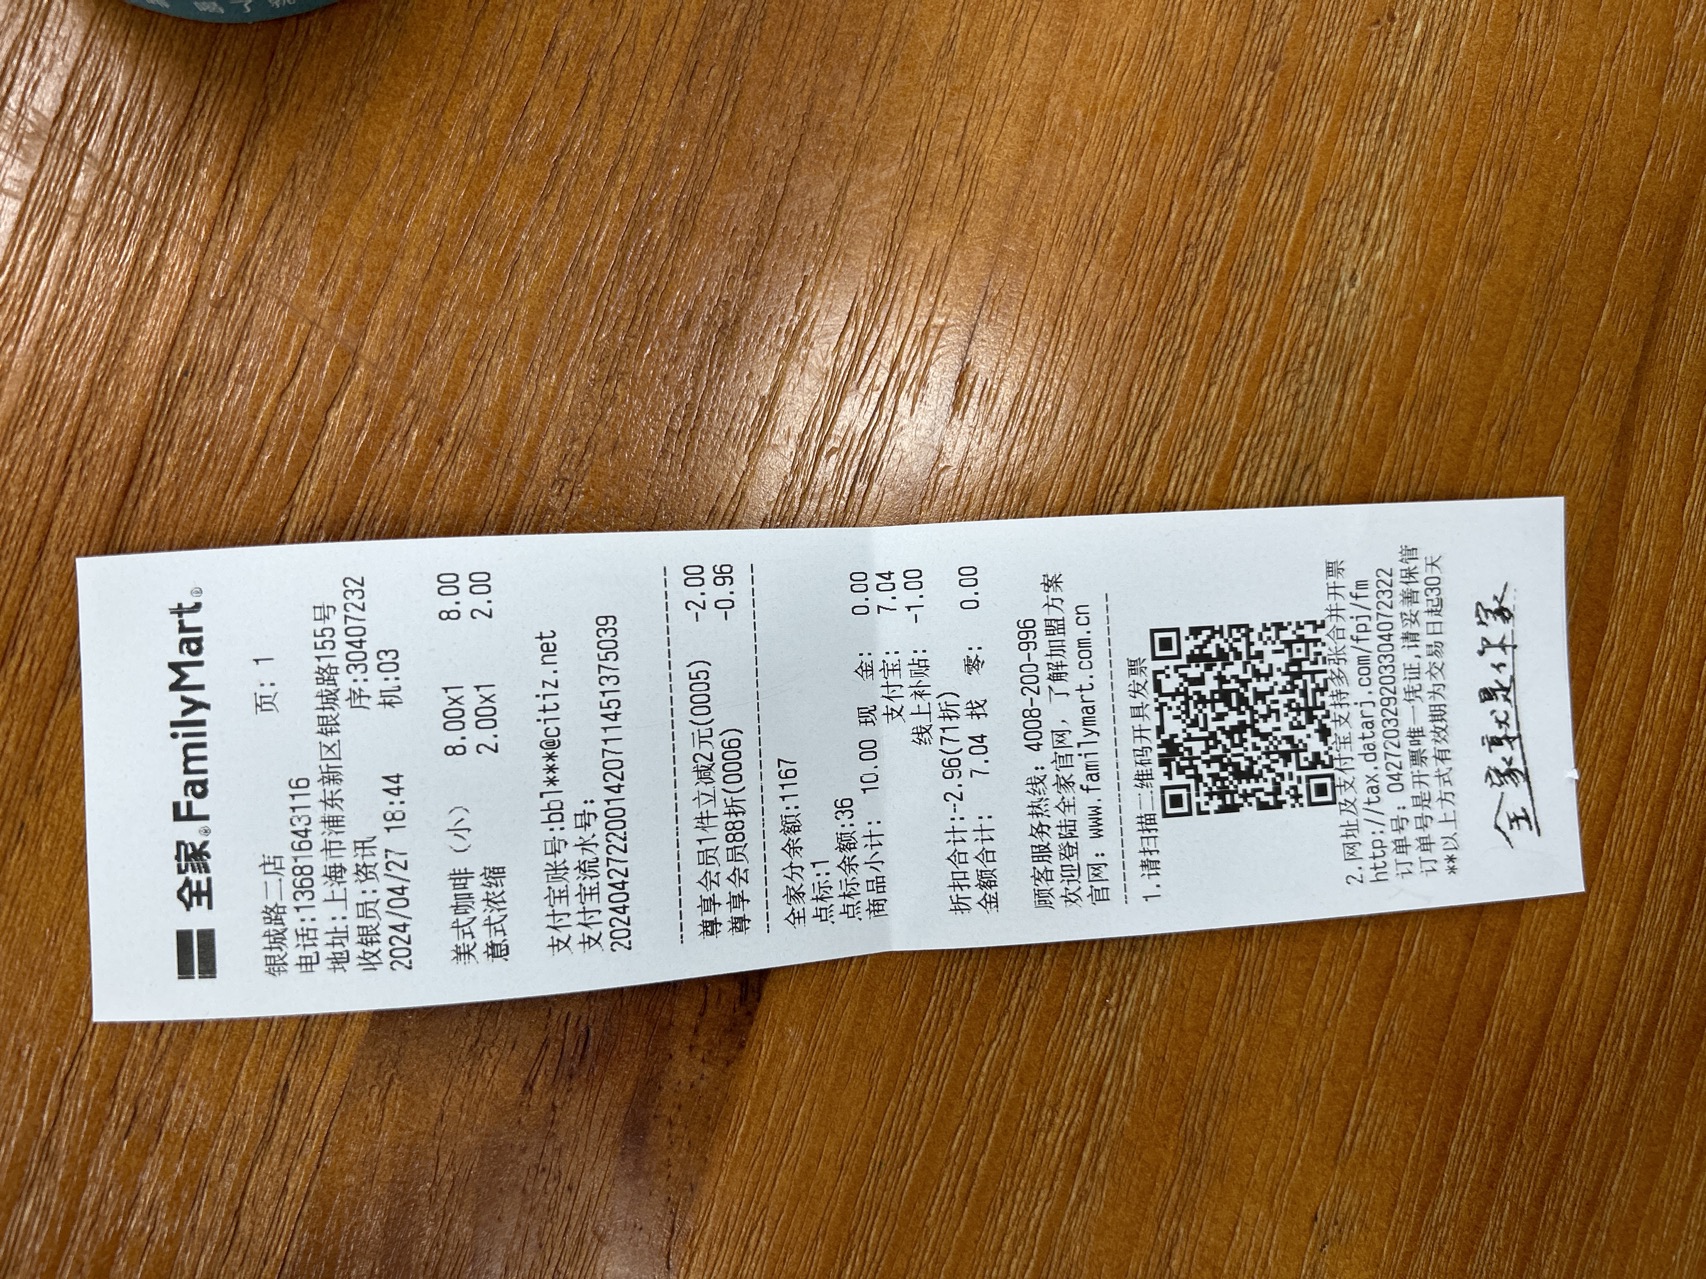 全家®FamilyMart®
页: 1
银城路二店
电话:13681643116
地址:上海市浦东新区银城路155号
收银员:资讯 序:30407232
2024/04/27 18:44 机:03
美式咖啡（小） 8.00x1 8.00
意式浓缩 2.00x1 2.00
支付宝账号:bbl***@citiz.net
支付宝流水号:
2024042722001420711451375039
尊享会员1件立减2元(0005) -2.00
尊享会员88折(0006) -0.96
全家分余额:1167
点标:1
点标余额:36
商品小计: 10.00 现 金: 0.00
支付宝: 7.04
线上补贴: -1.00
折扣合计:-2.96(71折)
金额合计: 7.04 找 零: 0.00
顾客服务热线: 4008-200-996
欢迎登陆全家官网, 了解加盟方案
官网: www.familymart.com.cn
1.请扫描二维码开具发票
2.网址及支付宝支持多张合并开票
http://tax.datarj.com/fpj/fm
订单号: 042720329203304072322
订单号是开票唯一凭证,请妥善保管
**以上方式有效期为交易日起30天
全家就是你家